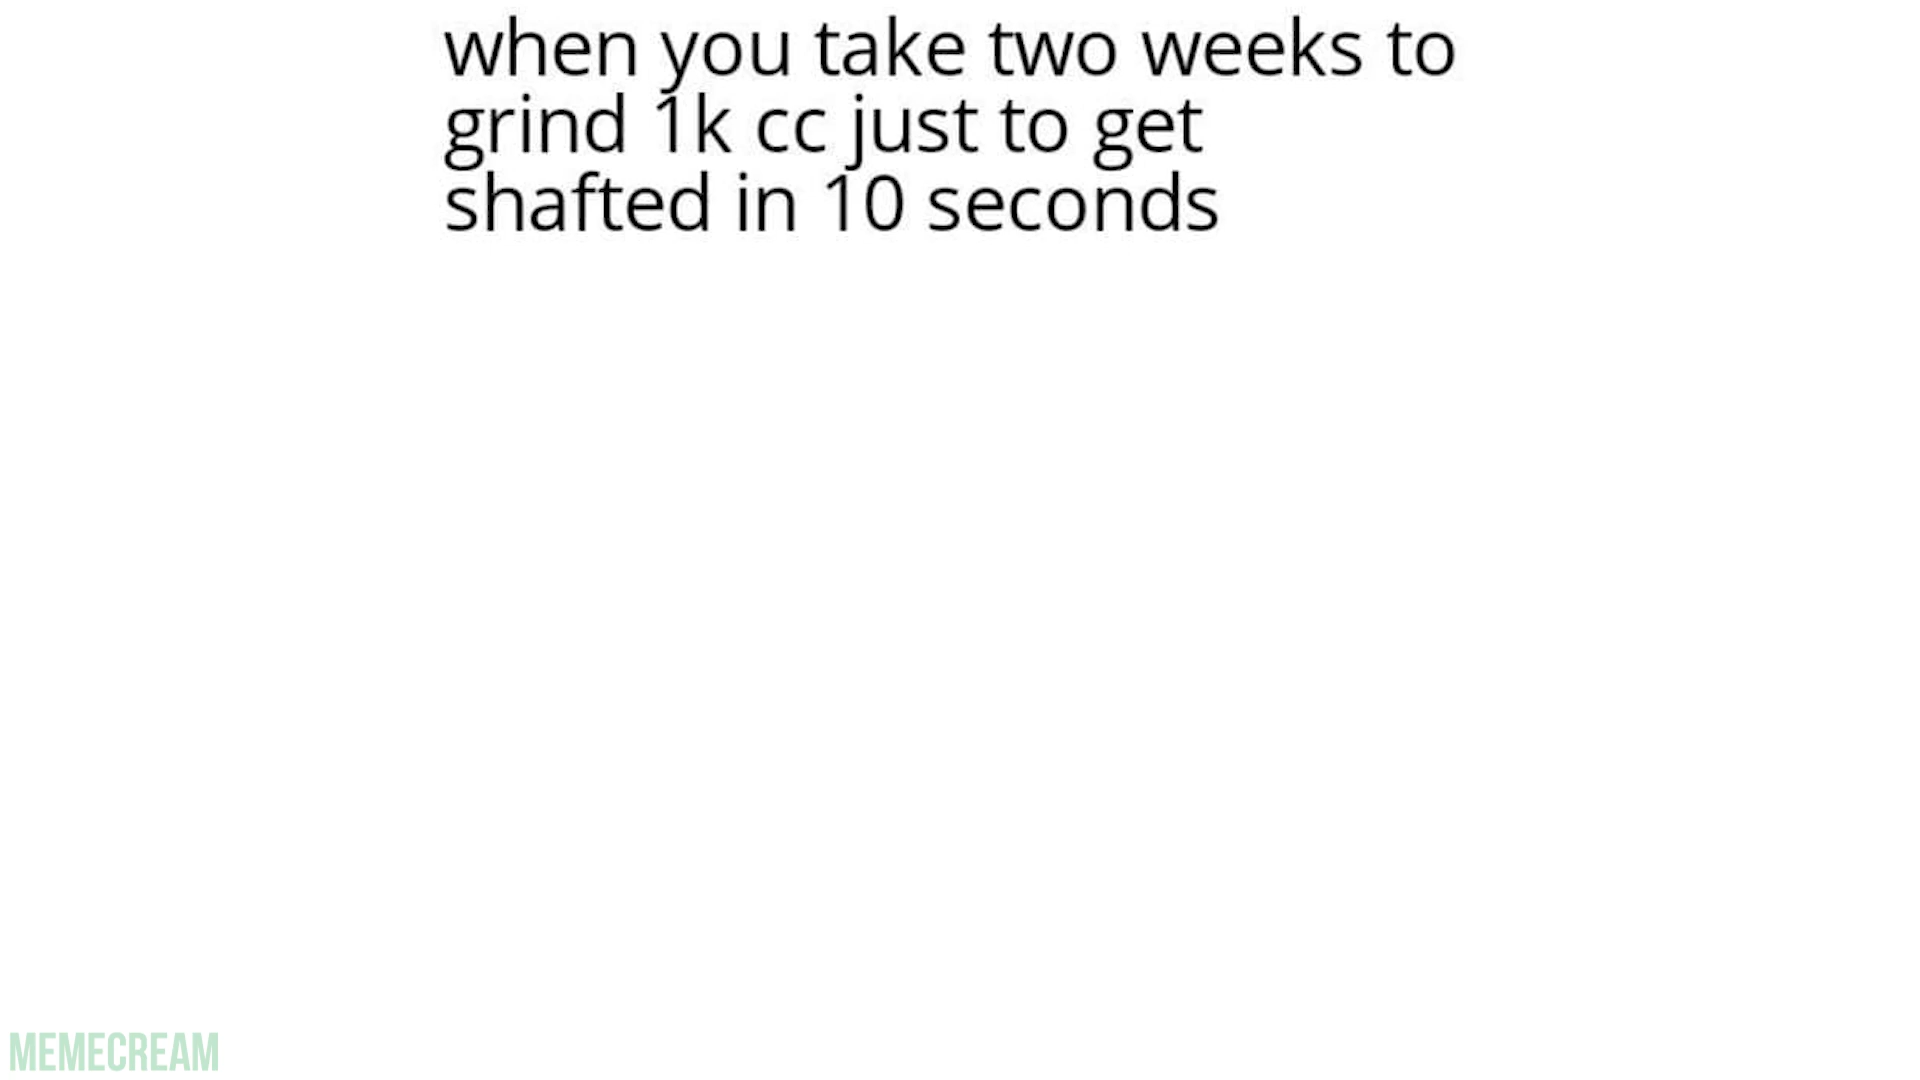 when you take two weeks to
grind 1k cc just to get
shafted in 10 seconds
MEMECREAM